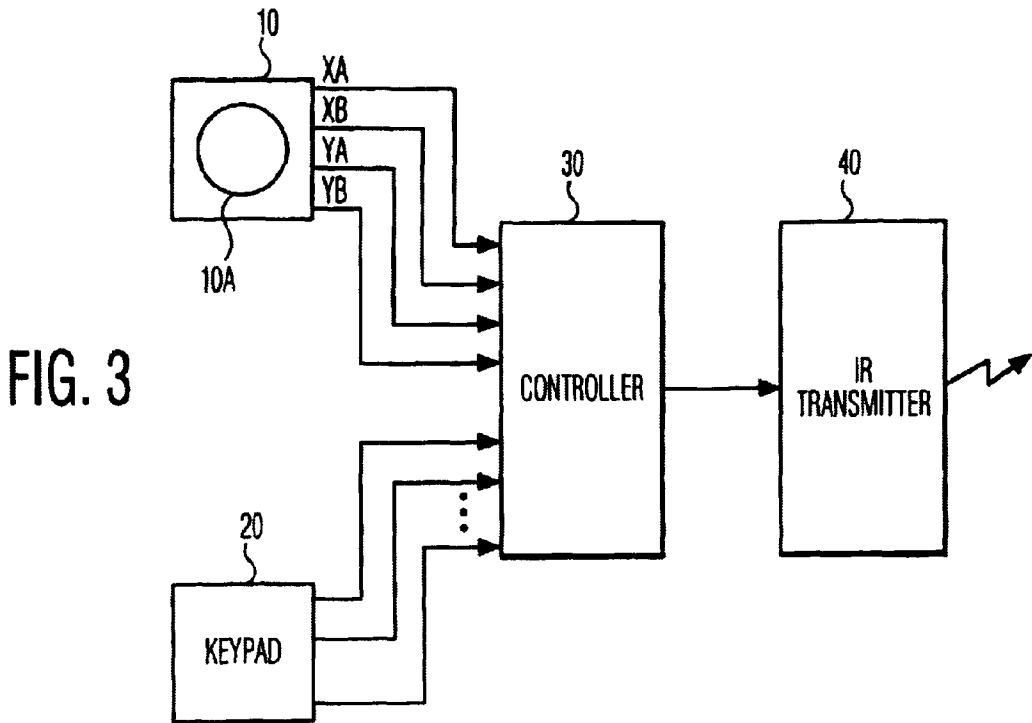 10
XA
XB
YA
YB
10A
30
40
FIG. 3
CONTROLLER
IR
TRANSMITTER
20
KEYPAD